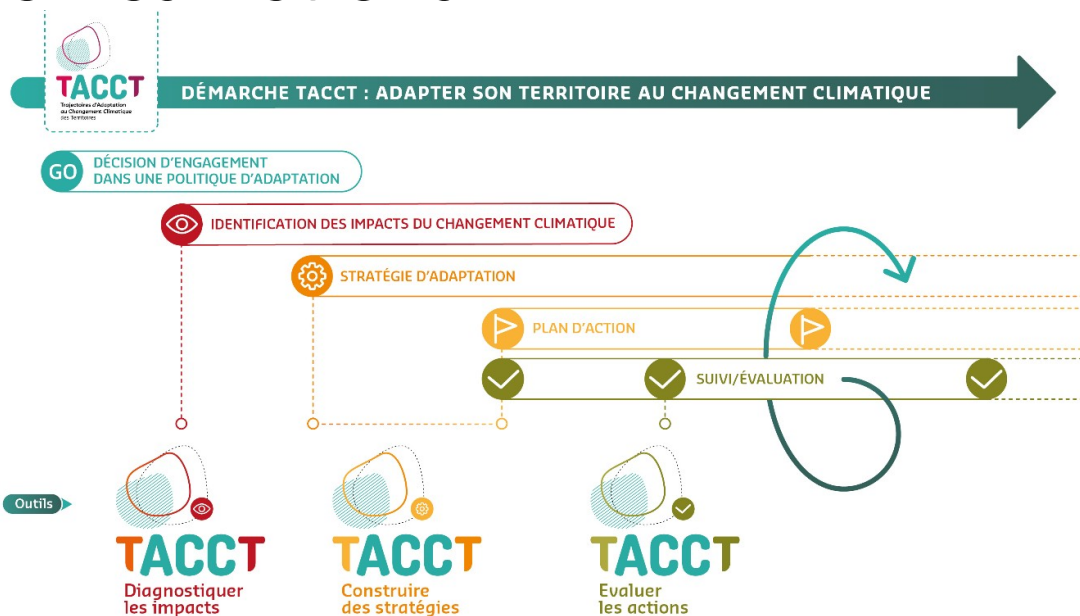 TACCT
Trajectoires d'Adaptation
au Changement Climatique
des Territoires
DÉMARCHE TACCT : ADAPTER SON TERRITOIRE AU CHANGEMENT CLIMATIQUE
GO
DÉCISION D'ENGAGEMENT
DANS UNE POLITIQUE D'ADAPTATION
IDENTIFICATION DES IMPACTS DU CHANGEMENT CLIMATIQUE
STRATÉGIE D'ADAPTATION
PLAN D'ACTION
SUIVI/ÉVALUATION
Outils
TACCT
Diagnostiquer
les impacts
TACCT
Construire
des stratégies
TACCT
Evaluer
les actions